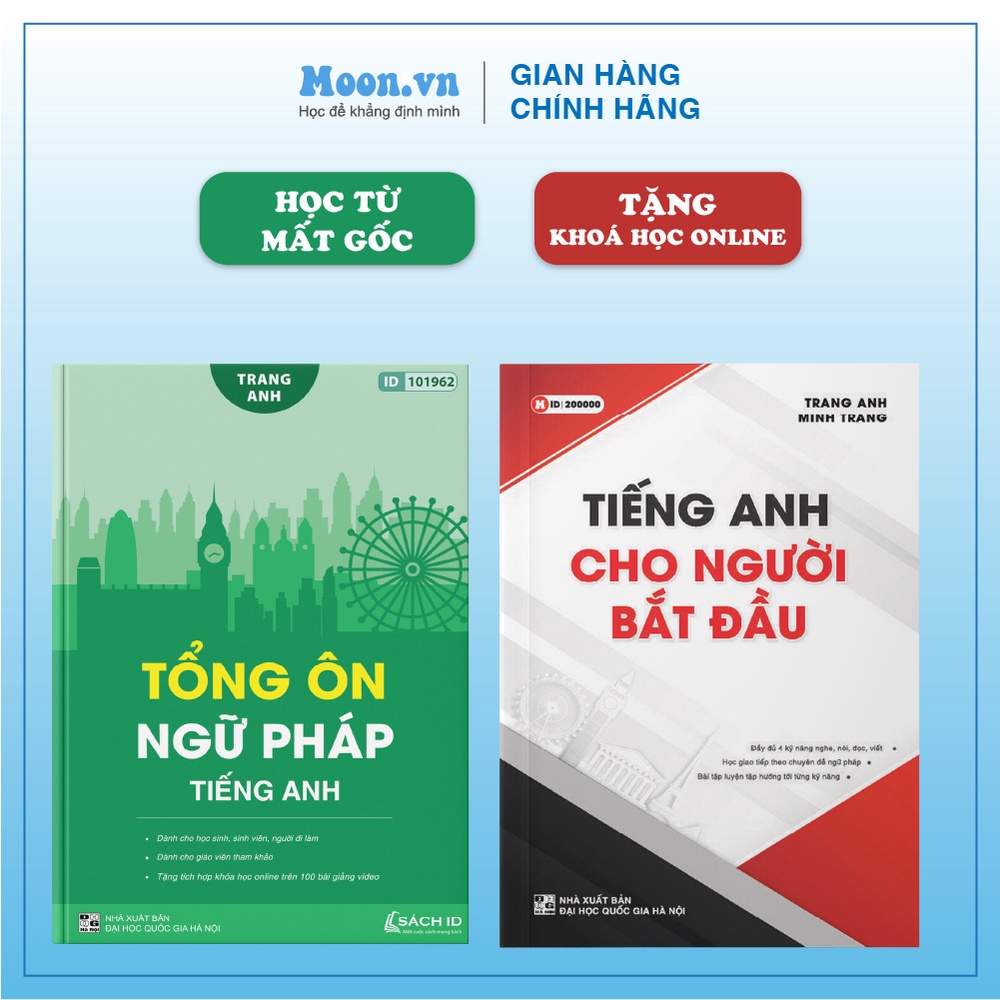 Moon.vn
Học để khẳng định mình
GIAN HÀNG
CHÍNH HÃNG
HỌC TỪ
MẤT GỐC
TẶNG
KHOÁ HỌC ONLINE
TRANG
ANH
ID 101962
TỔNG ÔN
NGỮ PHÁP
TIẾNG ANH
• Dành cho học sinh, sinh viên, người đi làm
• Dành cho giáo viên tham khảo
• Tặng tích hợp khóa học online trên 100 bài giảng video
NHÀ XUẤT BẢN
ĐẠI HỌC QUỐC GIA HÀ NỘI
SÁCH ID
ID 200000
TRANG ANH
MINH TRANG
TIẾNG ANH
CHO NGƯỜI
BẮT ĐẦU
Đầy đủ 4 kỹ năng nghe, nói, đọc, viết •
Học giao tiếp theo chuyên đề ngữ pháp •
Bài tập luyện tập hướng tới từng kỹ năng •
NHÀ XUẤT BẢN
ĐẠI HỌC QUỐC GIA HÀ NỘI